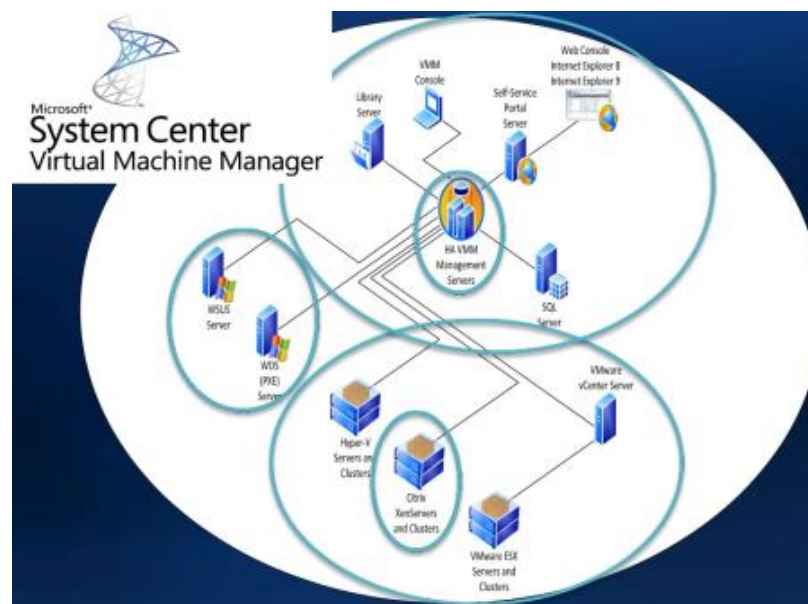 Microsoft®
System Center
Virtual Machine Manager
Library
Server
VMM
Console
Self-Service
Portal
Server
Web Console
Internet Explorer 8
Internet Explorer 9
HA-VMM
Management
Servers
SQL
Server
WSUS
Server
WDS
(PXE)
Server
VMware
vCenter Server
Hyper-V
Servers and
Clusters
Citrix
XenServers
and Clusters
VMware ESX
Servers and
Clusters